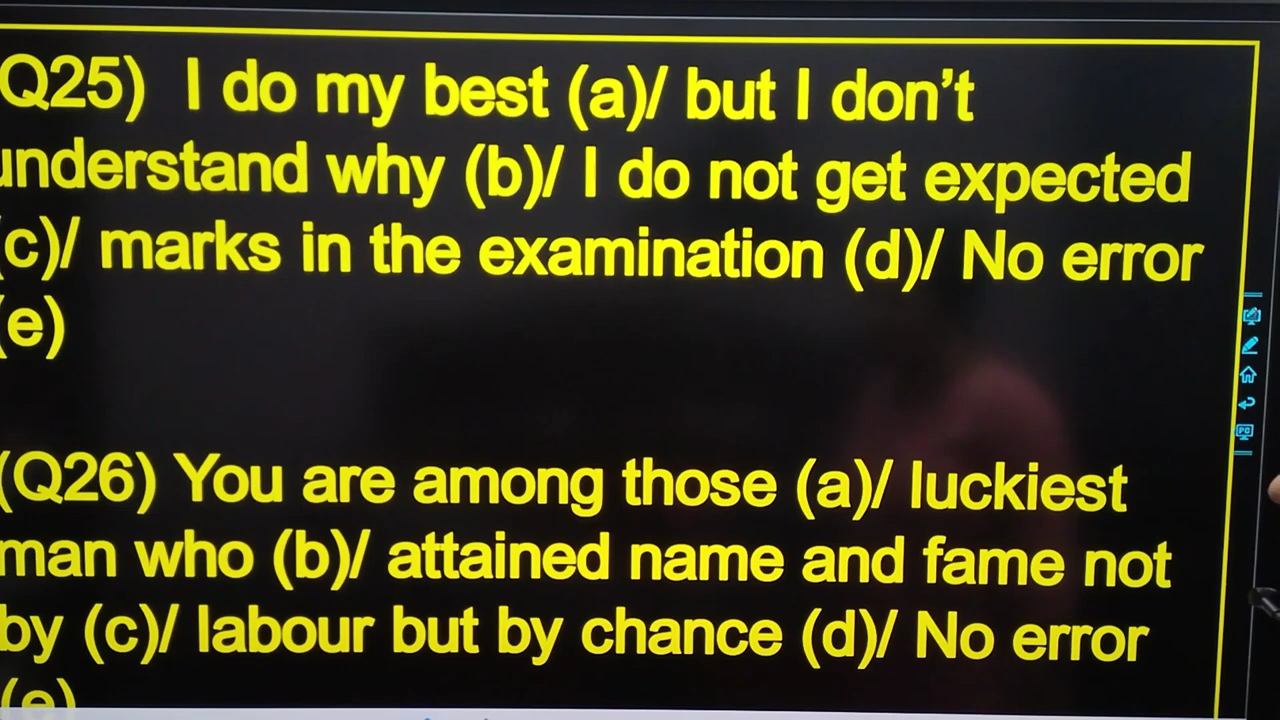 Q25) I do my best (a)/ but I don't
understand why (b)/ I do not get expected
(c)/ marks in the examination (d)/ No error
(e)
(Q26) You are among those (a)/ luckiest
man who (b)/ attained name and fame not
by (c)/ labour but by chance (d)/ No error
(e)